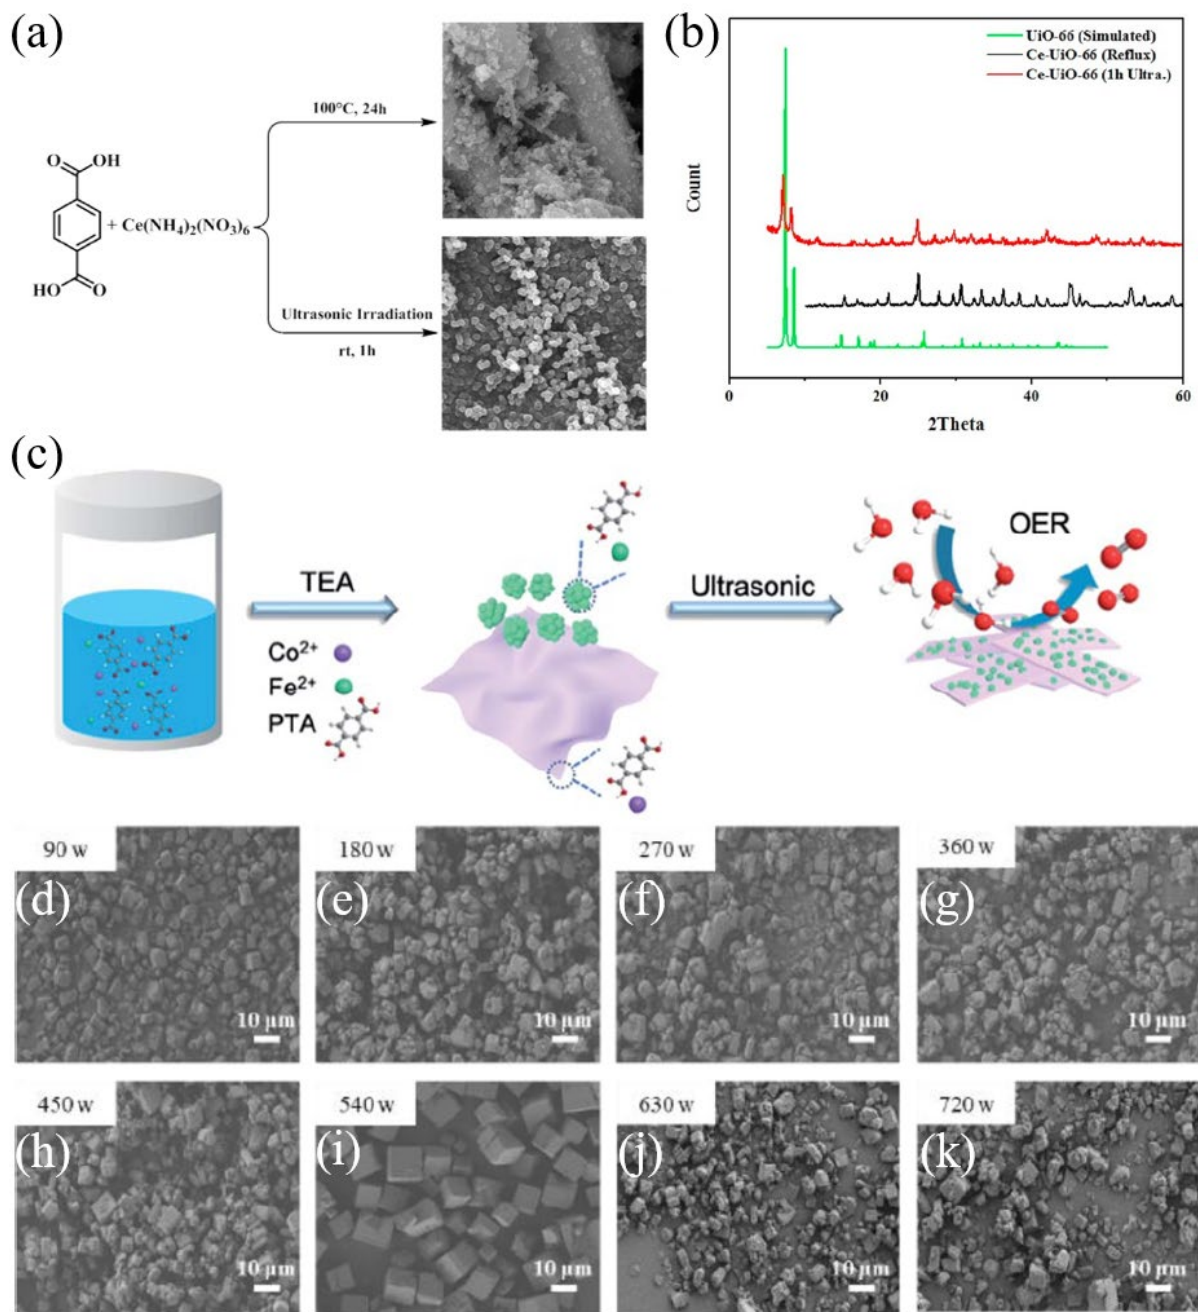 (a)
100°C, 24h
O
OH
+ Ce(NH4)2(NO3)6
HO
O
Ultrasonic Irradiation
rt, 1h
(b)
UiO-66 (Simulated)
Ce-UiO-66 (Reflux)
Ce-UiO-66 (1h Ultra.)
Count
0
20
40
60
2Theta
(c)
TEA
Co2+
Fe2+
PTA
Ultrasonic
OER
90 w
(d)
10 μm
180 w
(e)
10 μm
270 w
(f)
10 μm
360 w
(g)
10 μm
450 w
(h)
10 μm
540 w
(i)
10 μm
630 w
(j)
10 μm
720 w
(k)
10 μm